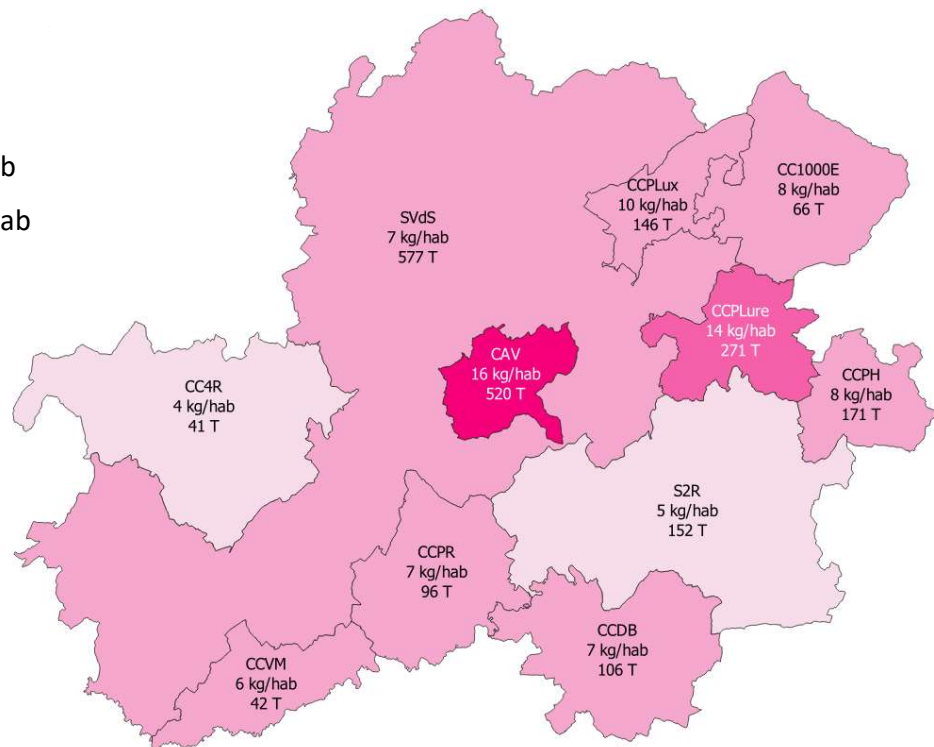 b
ab
CC1000E
8 kg/hab
66 T
CCPLux
10 kg/hab
146 T
SVdS
7 kg/hab
577 T
CCPLure
14 kg/hab
271 T
CAV
16 kg/hab
520 T
CCPH
8 kg/hab
171 T
CC4R
4 kg/hab
41 T
S2R
5 kg/hab
152 T
CCPR
7 kg/hab
96 T
CCDB
7 kg/hab
106 T
CCVM
6 kg/hab
42 T